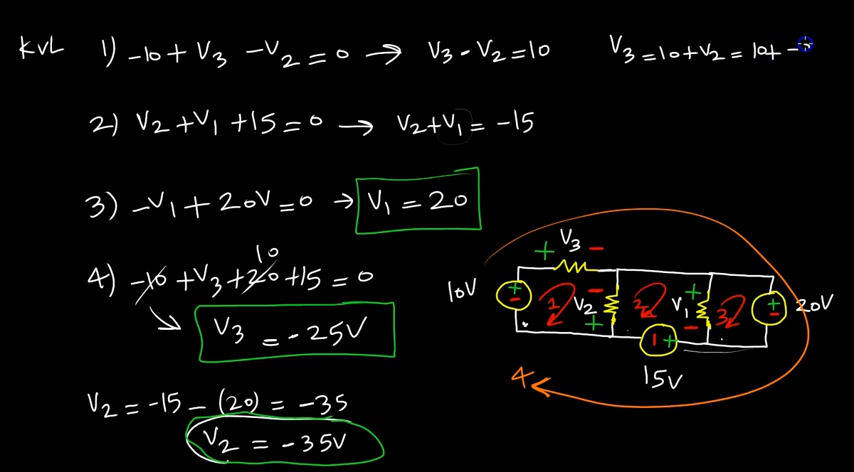 KVL 1) -10 + V3 - V2 = 0 → V3 - V2 = 10 V3 = 10 + V2 = 10 + -
2) V2 + V1 + 15 = 0 → V2 + V1 = -15
3) -V1 + 20V = 0 → V1 = 20
10
4) -10 + V3 + 20 + 15 = 0
V3 = -25V
V2 = -15 - (20) = -35
V2 = -35V
+ V3 -
10V + - 1 V2 - + 2 V1 + - 3 + - 20V
- +
15V
4